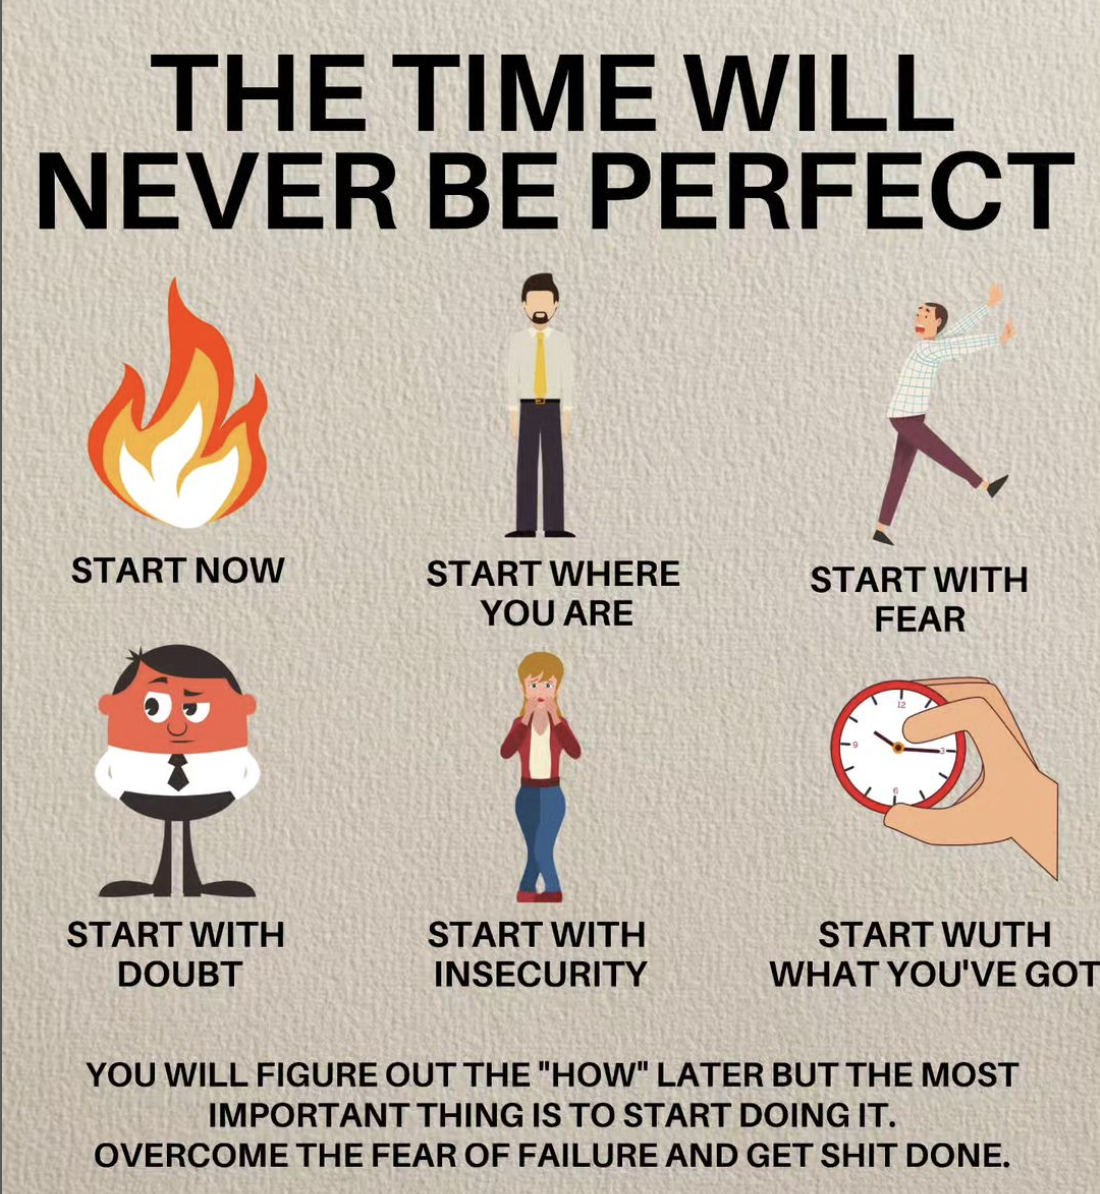 THE TIME WILL
NEVER BE PERFECT
START NOW
START WHERE
YOU ARE
START WITH
FEAR
START WITH
DOUBT
START WITH
INSECURITY
12
3
6
9
START WUTH
WHAT YOU'VE GOT
YOU WILL FIGURE OUT THE "HOW" LATER BUT THE MOST
IMPORTANT THING IS TO START DOING IT.
OVERCOME THE FEAR OF FAILURE AND GET SHIT DONE.